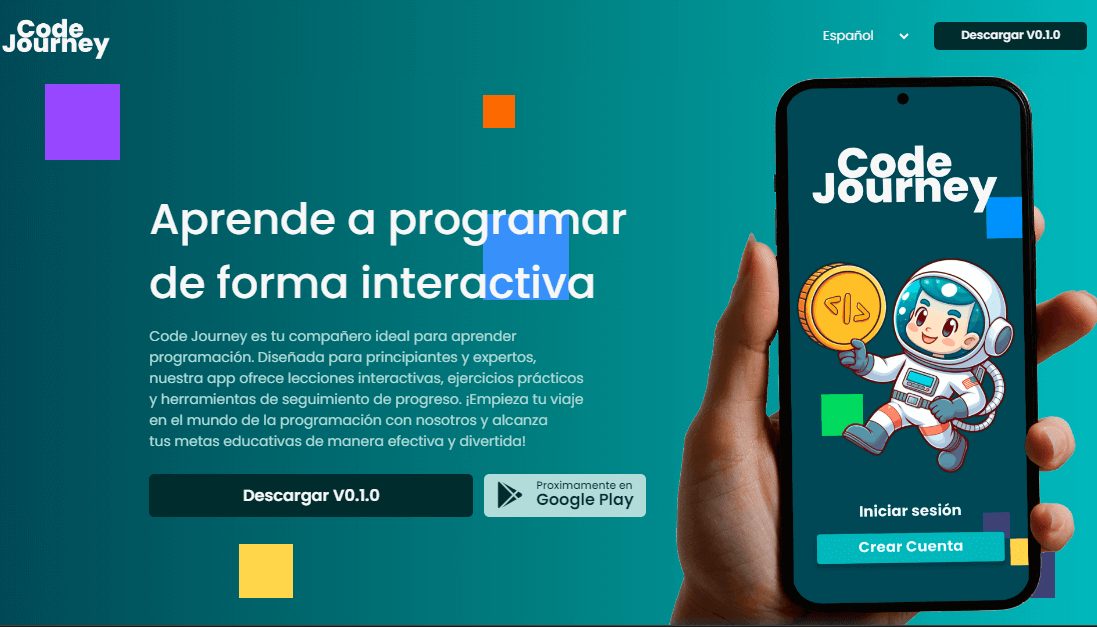 Code
Journey
Español
Descargar V0.1.0
Aprende a programar
de forma interactiva
Code Journey es tu compañero ideal para aprender
programación. Diseñada para principiantes y expertos,
nuestra app ofrece lecciones interactivas, ejercicios prácticos
y herramientas de seguimiento de progreso. ¡Empieza tu viaje
en el mundo de la programación con nosotros y alcanza
tus metas educativas de manera efectiva y divertida!
Descargar V0.1.0
Proximamente en
Google Play
Code
Journey
</>
Iniciar sesión
Crear Cuenta